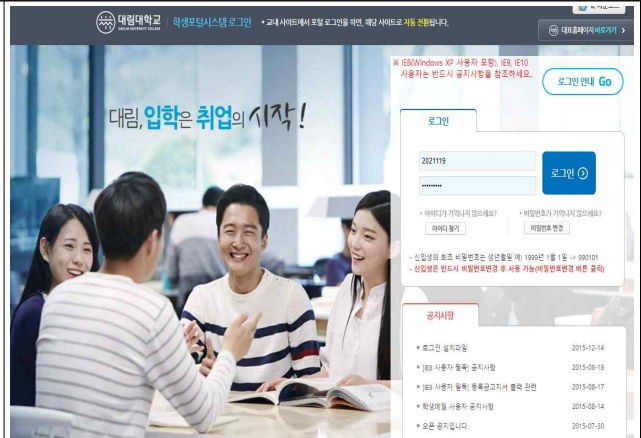 대림대학교 학생포털시스템 로그인 • 교내 사이트에서 포털 로그인을 하면, 해당 사이트로 자동 전환됩니다.
DAELIM UNIVERSITY COLLEGE
대표홈페이지 바로가기 >
※ IE8(Windows XP 사용자 포함), IE9, IE10
사용자는 반드시 공지사항을 참조하세요.
로그인 안내 Go
대림, 입학은 취업의 시작!
로그인
2021119
•••••••••
로그인
아이디가 기억나지 않으세요?
아이디 찾기
비밀번호가 기억나지 않으세요?
비밀번호 변경
- 신입생의 최초 비밀번호는 생년월일 예) 1999년 1월 1일 -> 990101
- 신입생은 반드시 비밀번호변경 후 사용 가능(비밀번호변경 버튼 클릭)
공지사항
로그인 설치파일 2015-12-14
[IE8 사용자 필독] 공지사항 2015-08-18
[IE9 사용자 필독] 등록금고지서 출력 관련 2015-08-17
학생메일 사용자 공지사항 2015-08-14
오픈 공지입니다. 2015-07-30